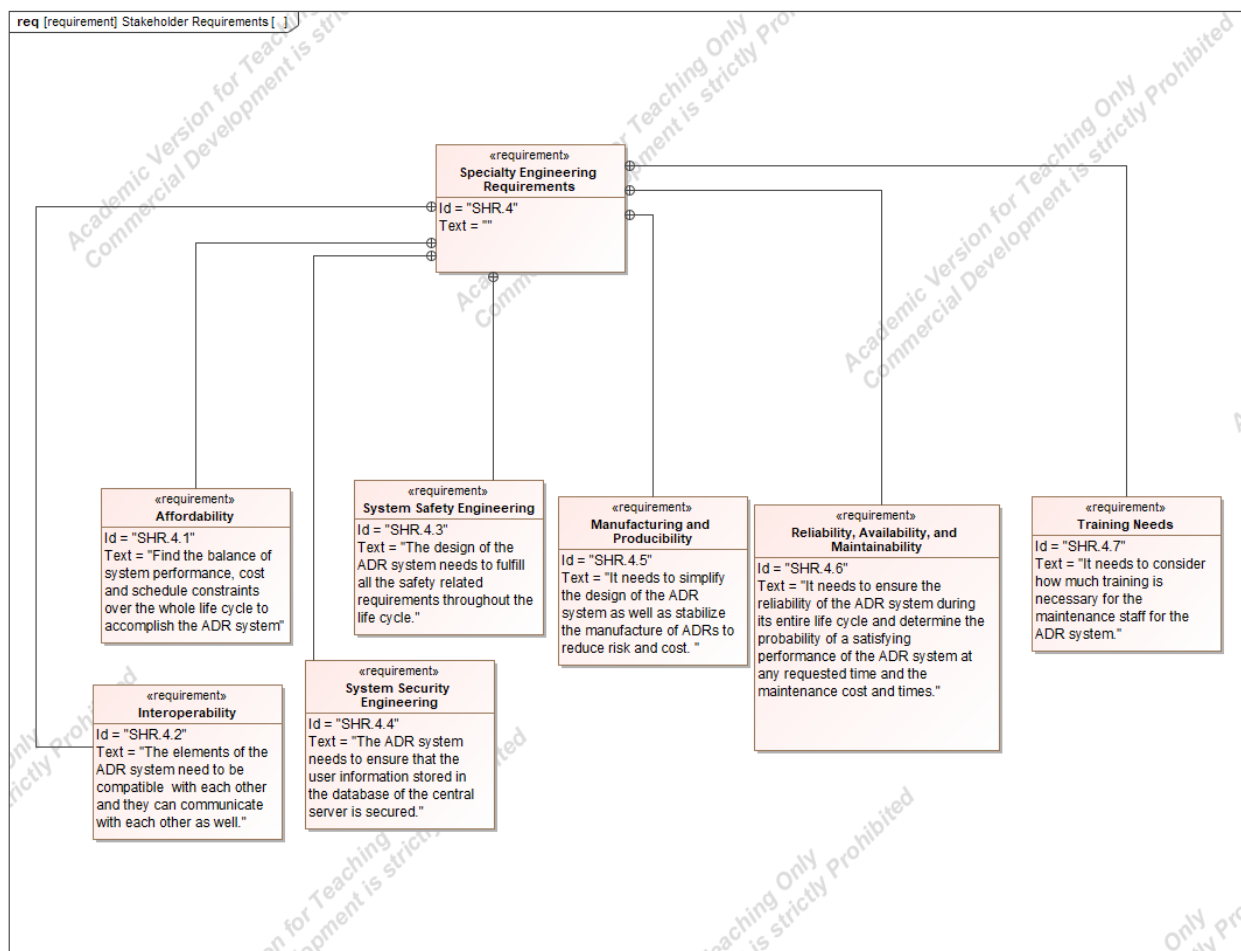 req [requirement] Stakeholder Requirements [ . ]
«requirement»
Specialty Engineering
Requirements
Id = "SHR.4"
Text = ""
«requirement»
Affordability
Id = "SHR.4.1"
Text = "Find the balance of
system performance, cost
and schedule constraints
over the whole life cycle to
accomplish the ADR system"
«requirement»
Interoperability
Id = "SHR.4.2"
Text = "The elements of the
ADR system need to be
compatible  with each other
and they can communicate
with each other as well."
«requirement»
System Safety Engineering
Id = "SHR.4.3"
Text = "The design of the
ADR system needs to fulfill
all the safety related
requirements throughout the
life cycle."
«requirement»
System Security
Engineering
Id = "SHR.4.4"
Text = "The ADR system
needs to ensure that the
user information stored in
the database of the central
server is secured."
«requirement»
Manufacturing and
Producibility
Id = "SHR.4.5"
Text = "It needs to simplify
the design of the ADR
system as well as stabilize
the manufacture of ADRs to
reduce risk and cost. "
«requirement»
Reliability, Availability, and
Maintainability
Id = "SHR.4.6"
Text = "It needs to ensure the
reliability of the ADR system during
its entire life cycle and determine the
probability of a satisfying
performance of the ADR system at
any requested time and the
maintenance cost and times."
«requirement»
Training Needs
Id = "SHR.4.7"
Text = "It needs to consider
how much training is
necessary for the
maintenance staff for the
ADR system."
Academic Version for Teaching Only
Commercial Development is strictly Prohibited